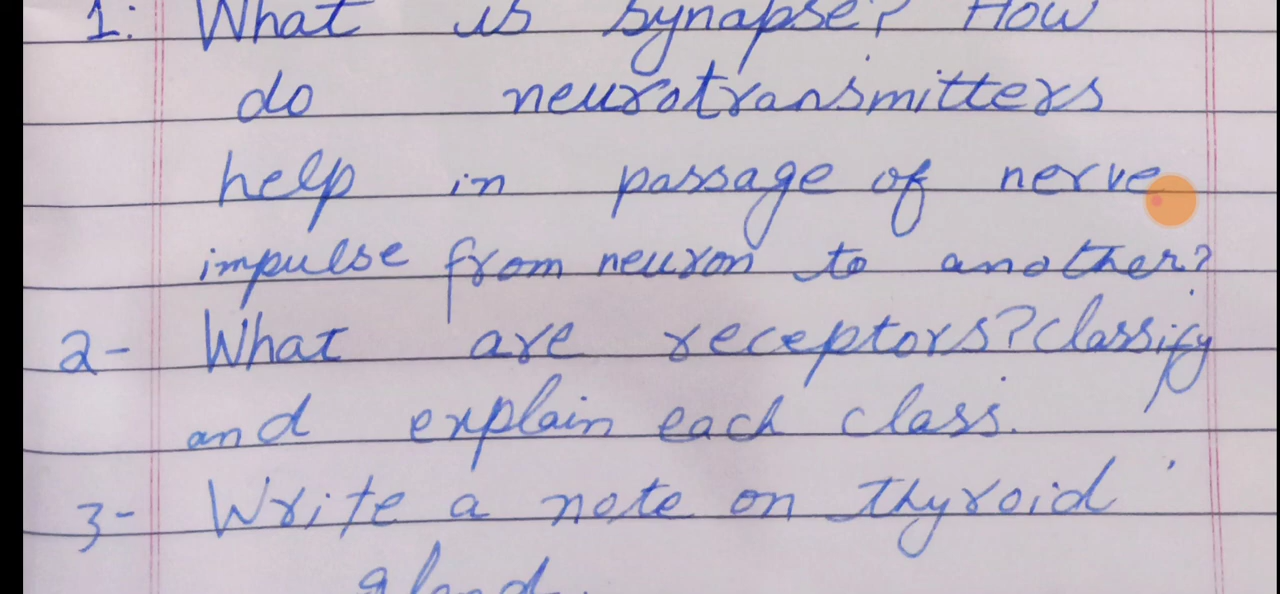 1: What is synapse? How
do neurotransmitters
help in passage of nerve
impulse from neuron to another?
2- What are receptors? Classify
and explain each class.
3- Write a note on thyroid
gland.